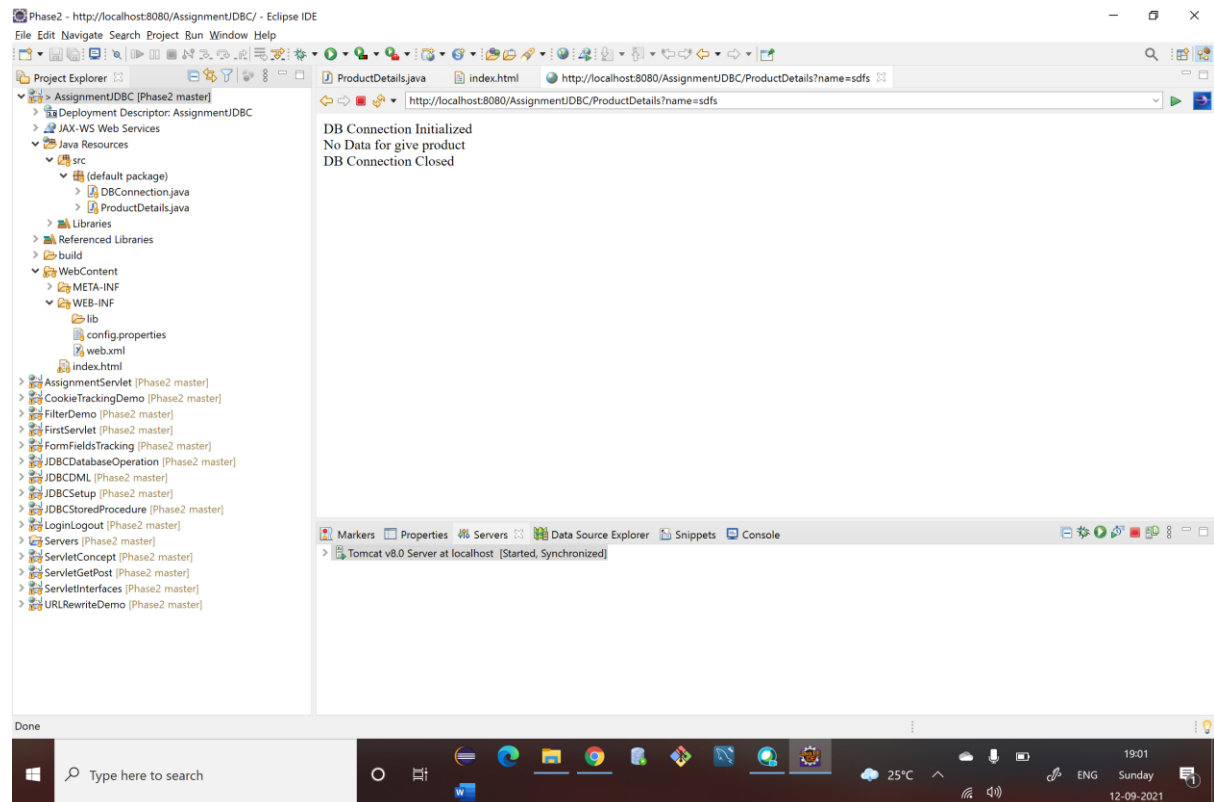 Phase2 - http://localhost:8080/AssignmentJDBC/ - Eclipse IDE
File Edit Navigate Search Project Run Window Help
Project Explorer
ProductDetails.java index.html http://localhost:8080/AssignmentJDBC/ProductDetails?name=sdfs
> AssignmentJDBC [Phase2 master]
Deployment Descriptor: AssignmentJDBC
JAX-WS Web Services
Java Resources
src
(default package)
DBConnection.java
ProductDetails.java
Libraries
Referenced Libraries
build
WebContent
META-INF
WEB-INF
lib
config.properties
web.xml
index.html
AssignmentServlet [Phase2 master]
CookieTrackingDemo [Phase2 master]
FilterDemo [Phase2 master]
FirstServlet [Phase2 master]
FormFieldsTracking [Phase2 master]
JDBCDatabaseOperation [Phase2 master]
JDBCDML [Phase2 master]
JDBCSetup [Phase2 master]
JDBCStoredProcedure [Phase2 master]
LoginLogout [Phase2 master]
Servers [Phase2 master]
ServletConcept [Phase2 master]
ServletGetPost [Phase2 master]
ServletInterfaces [Phase2 master]
URLRewriteDemo [Phase2 master]
http://localhost:8080/AssignmentJDBC/ProductDetails?name=sdfs
DB Connection Initialized
No Data for give product
DB Connection Closed
Markers Properties Servers Data Source Explorer Snippets Console
Tomcat v8.0 Server at localhost [Started, Synchronized]
Done
Type here to search
25°C
ENG
19:01
Sunday
12-09-2021